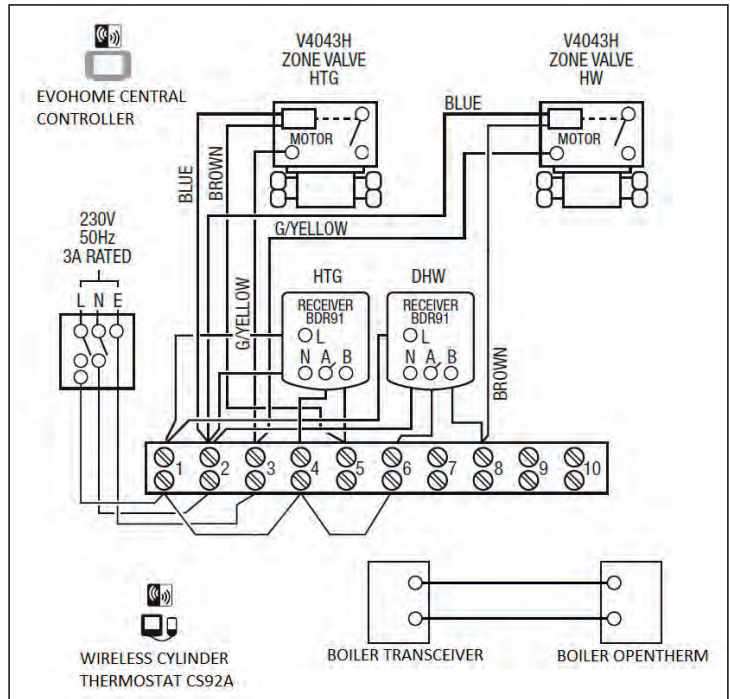 EVOHOME CENTRAL
CONTROLLER
V4043H
ZONE VALVE
HTG
V4043H
ZONE VALVE
HW
MOTOR
MOTOR
BLUE
BLUE
BROWN
G/YELLOW
G/YELLOW
BROWN
230V
50Hz
3A RATED
L N E
HTG
RECEIVER
BDR91
L
N A B
DHW
RECEIVER
BDR91
L
N A B
1 2 3 4 5 6 7 8 9 10
WIRELESS CYLINDER
THERMOSTAT CS92A
BOILER TRANSCEIVER
BOILER OPENTHERM